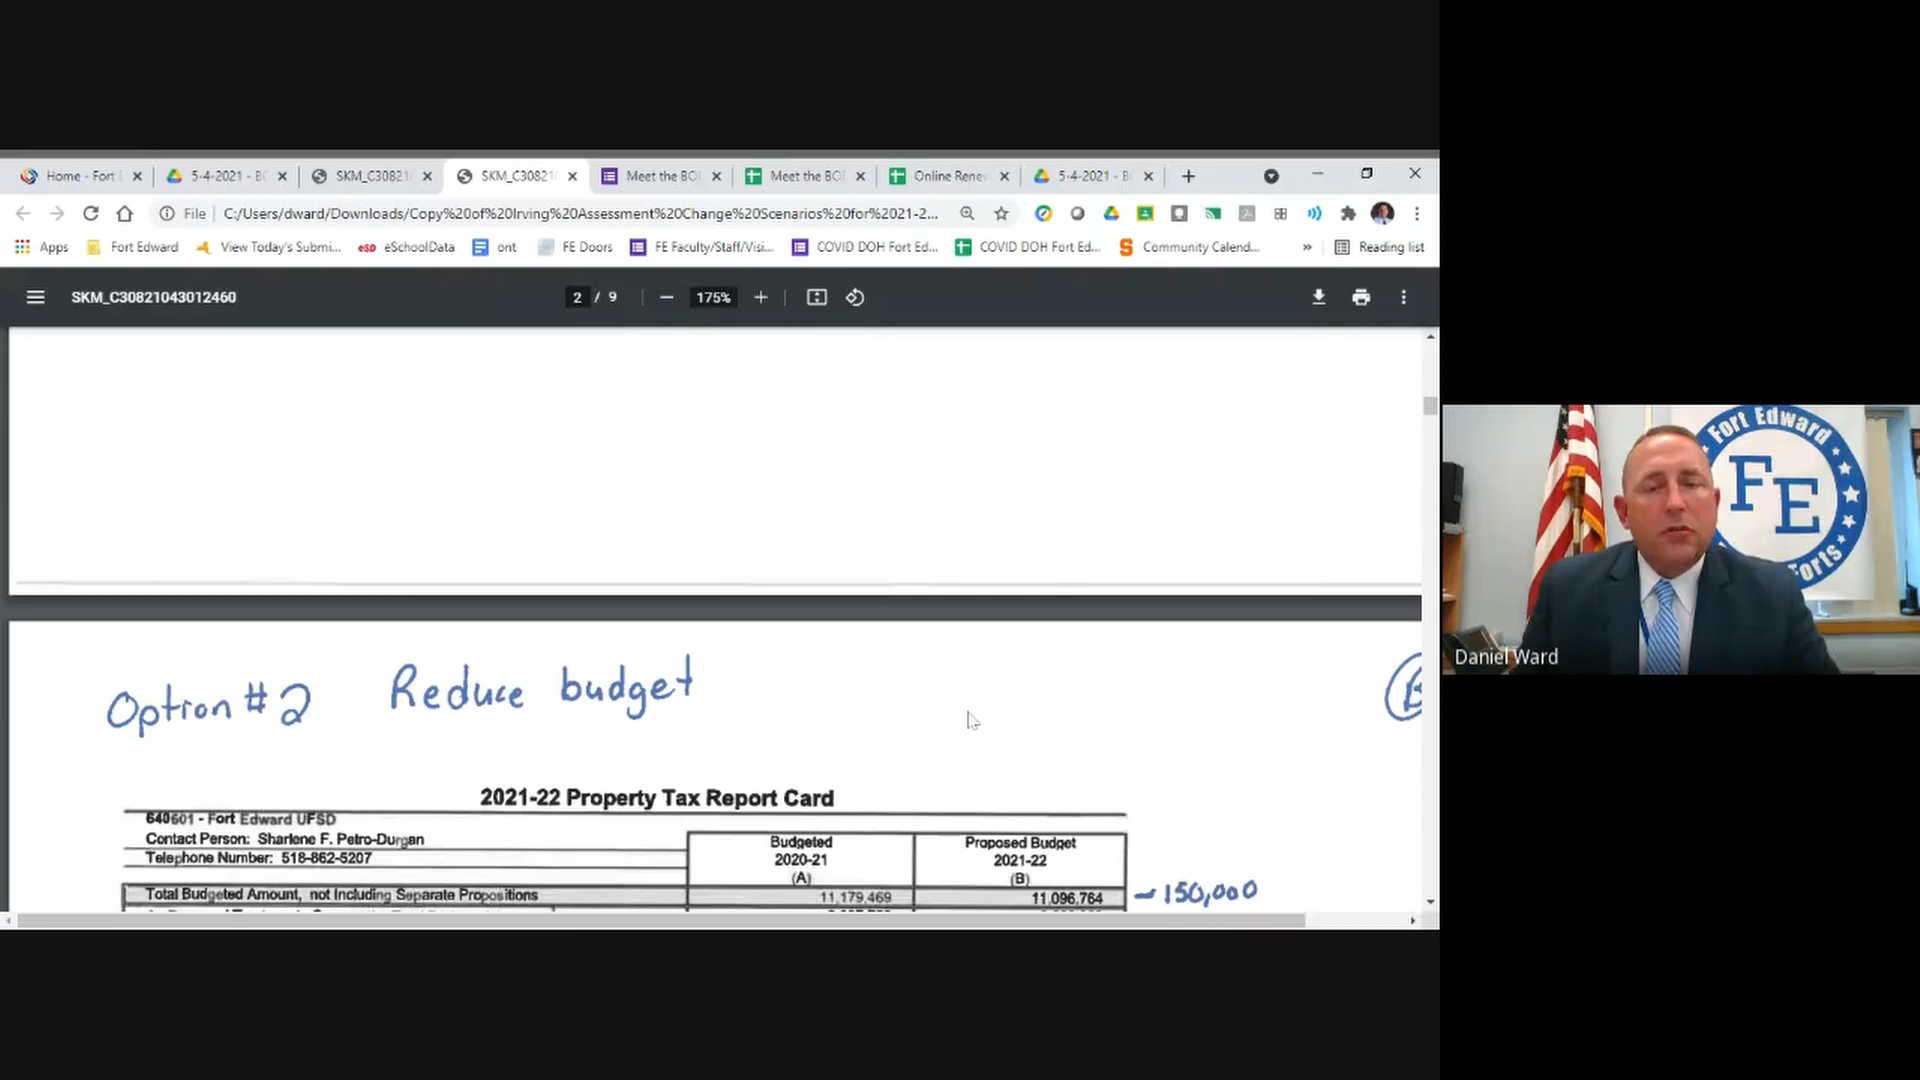 Home - Fort
5-4-2021 - B
SKM_C30821
SKM_C30821
Meet the BO
Meet the BO
Online Rene
5-4-2021 - B
File
C:/Users/dward/Downloads/Copy%20of%20Irving%20Assessment%20Change%20Scenarios%20for%2021-2...
Apps
Fort Edward
View Today's Submi...
esd eSchoolData
ont
FE Doors
FE Faculty/Staff/Visi...
COVID DOH Fort Ed...
COVID DOH Fort Ed...
S Community Calend...
»
Reading list
SKM_C30821043012460
2 / 9
175%
Option #2 Reduce budget
B
2021-22 Property Tax Report Card
640601 - Fort Edward UFSD
Contact Person: Sharlene F. Petro-Durgan
Telephone Number: 518-862-5207
Budgeted
2020-21
(A)
Proposed Budget
2021-22
(B)
Total Budgeted Amount, not Including Separate Propositions
11,179,469
11,096,764
- 150,000
Fort Edward
FE
Forts
Daniel Ward